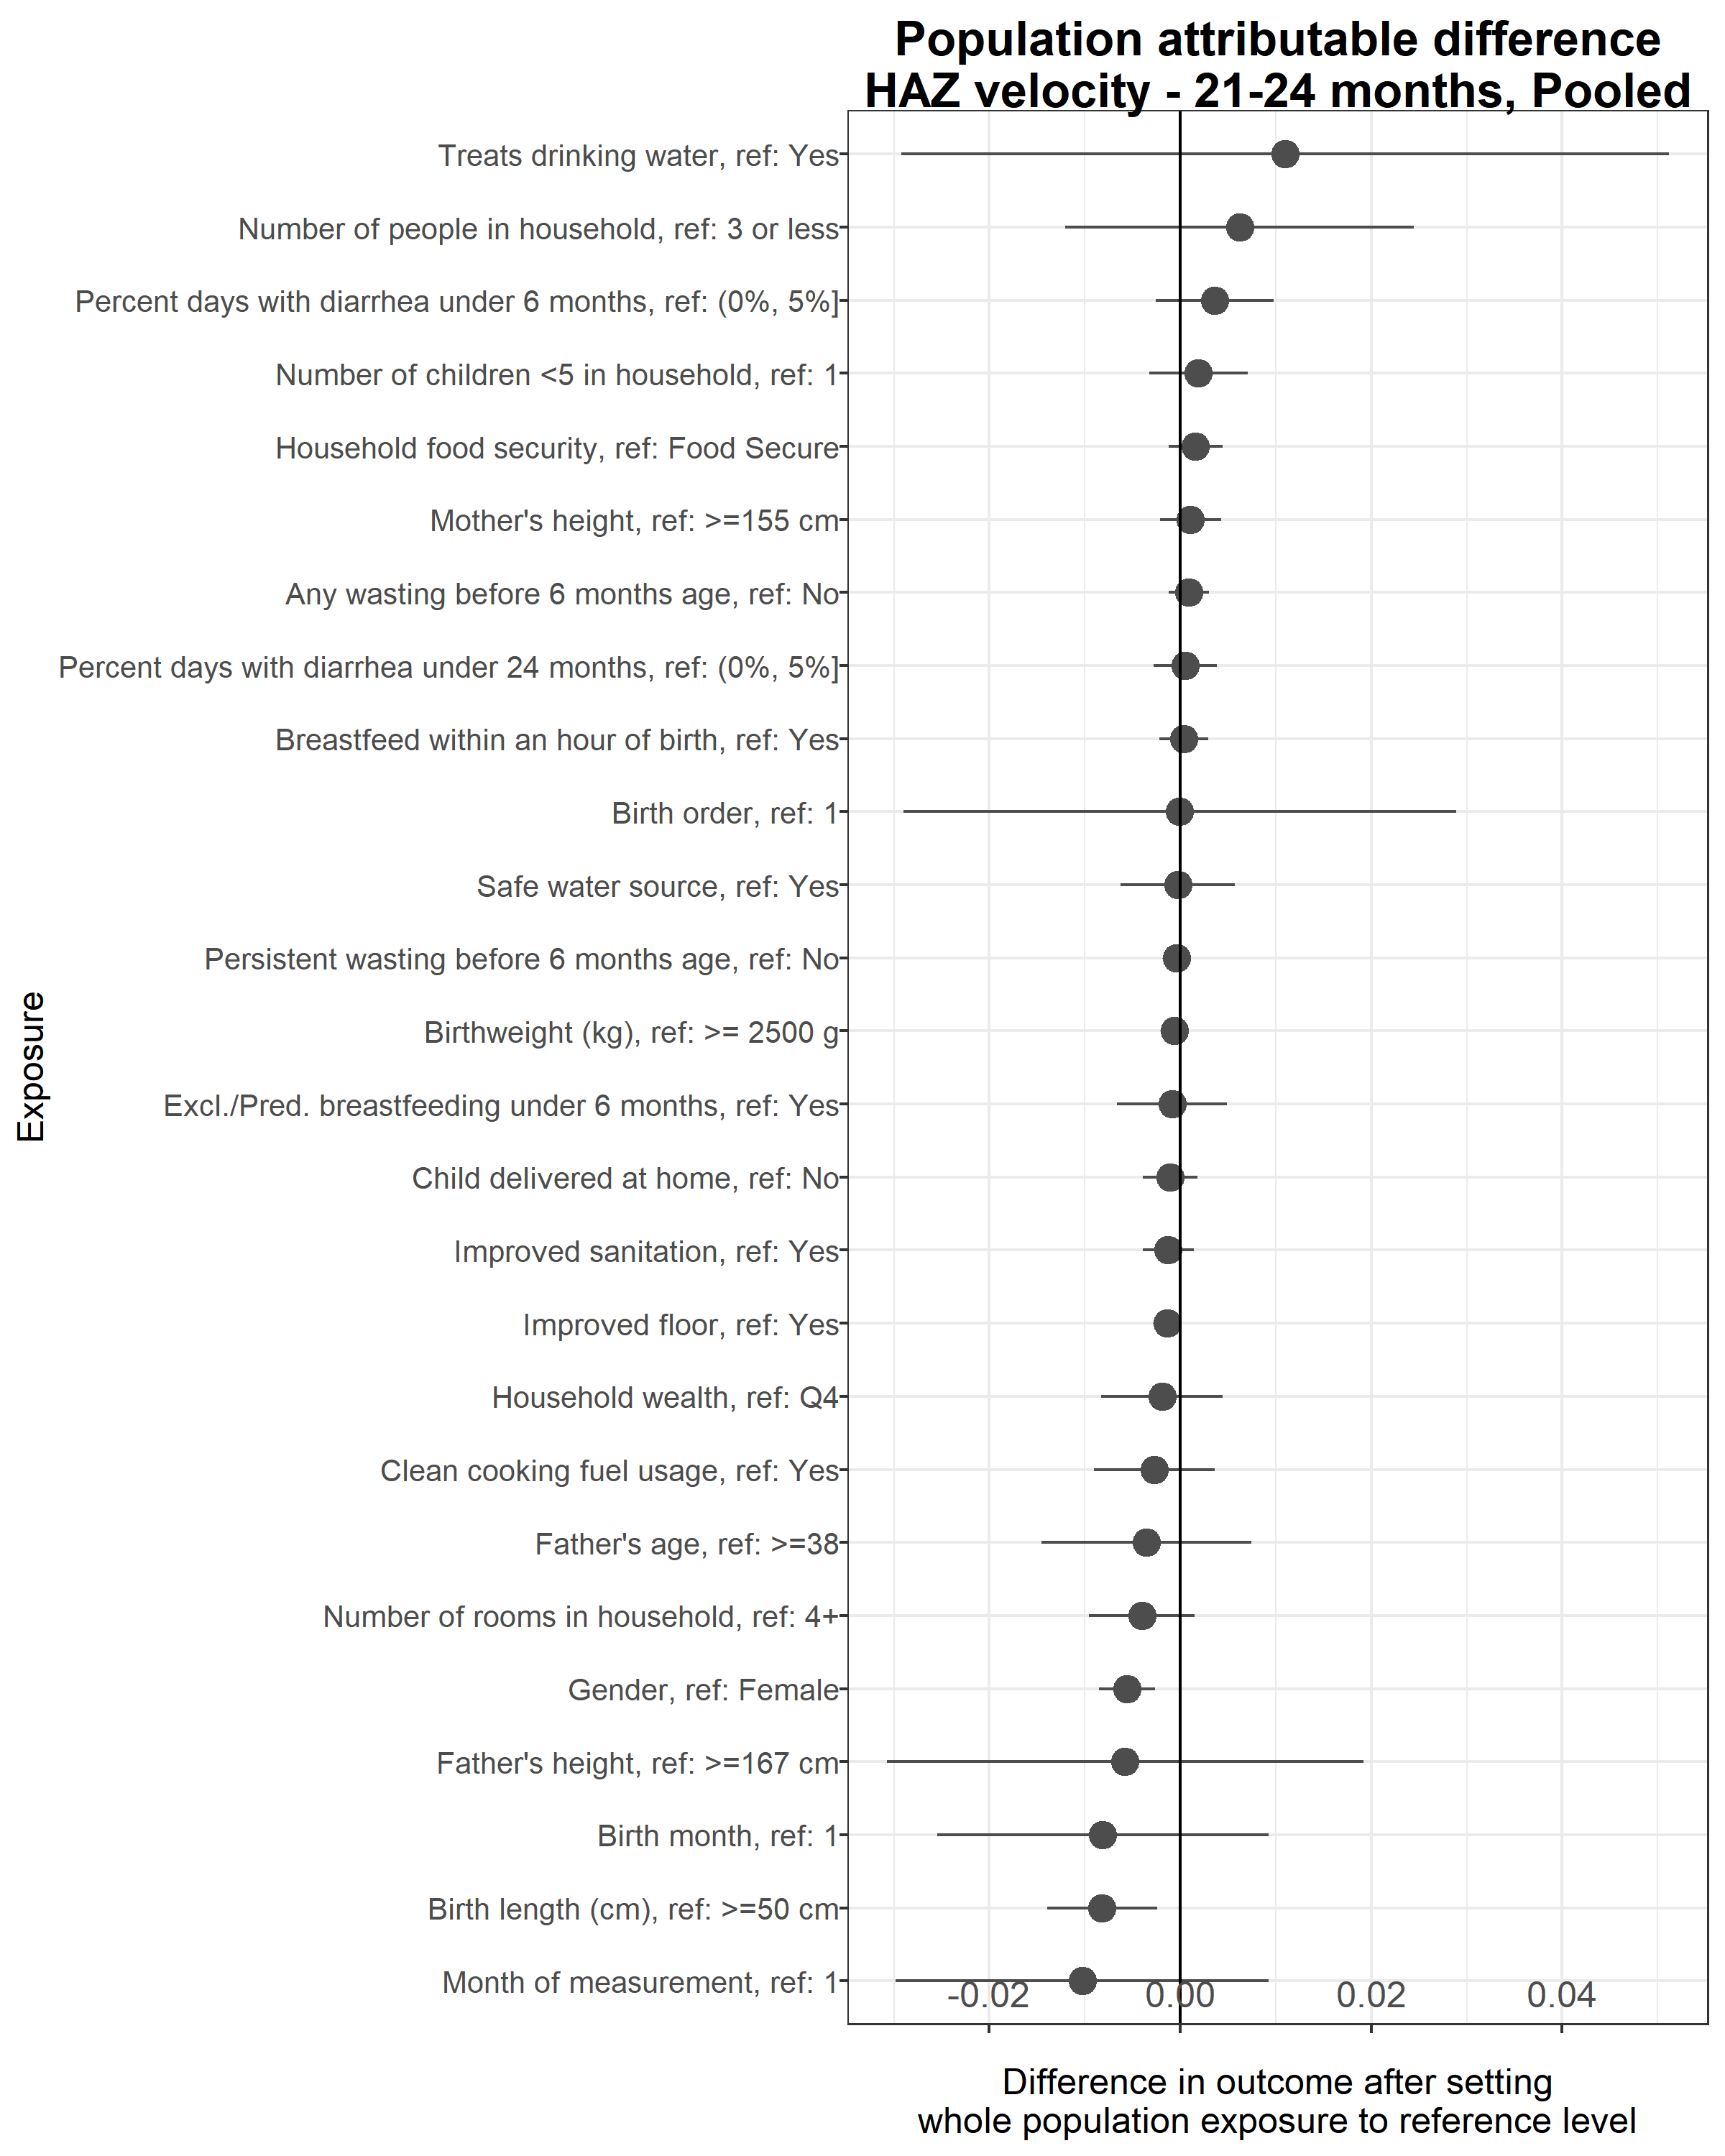 Population attributable difference
HAZ velocity - 21-24 months, Pooled
Treats drinking water, ref: Yes
Number of people in household, ref: 3 or less
Percent days with diarrhea under 6 months, ref: (0%, 5%]
Number of children <5 in household, ref: 1
Household food security, ref: Food Secure
Mother's height, ref: >=155 cm
Any wasting before 6 months age, ref: No
Percent days with diarrhea under 24 months, ref: (0%, 5%]
Breastfeed within an hour of birth, ref: Yes
Birth order, ref: 1
Safe water source, ref: Yes
Persistent wasting before 6 months age, ref: No
Birthweight (kg), ref: >= 2500 g
Excl./Pred. breastfeeding under 6 months, ref: Yes
Child delivered at home, ref: No
Improved sanitation, ref: Yes
Improved floor, ref: Yes
Household wealth, ref: Q4
Clean cooking fuel usage, ref: Yes
Father's age, ref: >=38
Number of rooms in household, ref: 4+
Gender, ref: Female
Father's height, ref: >=167 cm
Birth month, ref: 1
Birth length (cm), ref: >=50 cm
Month of measurement, ref: 1
Exposure
-0.02 0.00 0.02 0.04
Difference in outcome after setting
whole population exposure to reference level